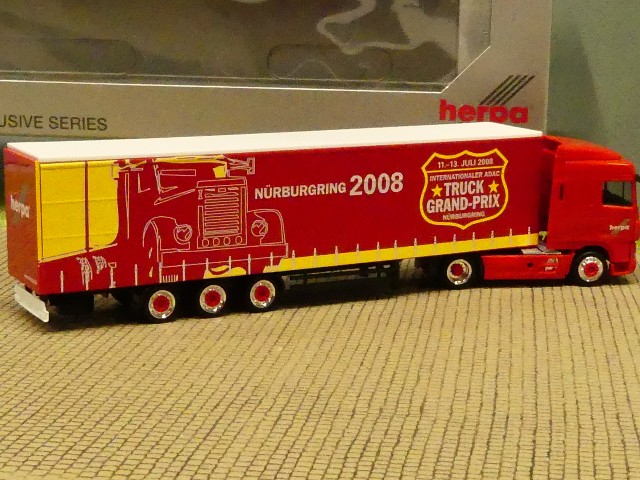 USIVE SERIES
herpa
herpa
NÜRBURGRING 2008
11.-13. JULI 2008
INTERNATIONALER ADAC
TRUCK
GRAND-PRIX
NÜRBURGRING
herpa